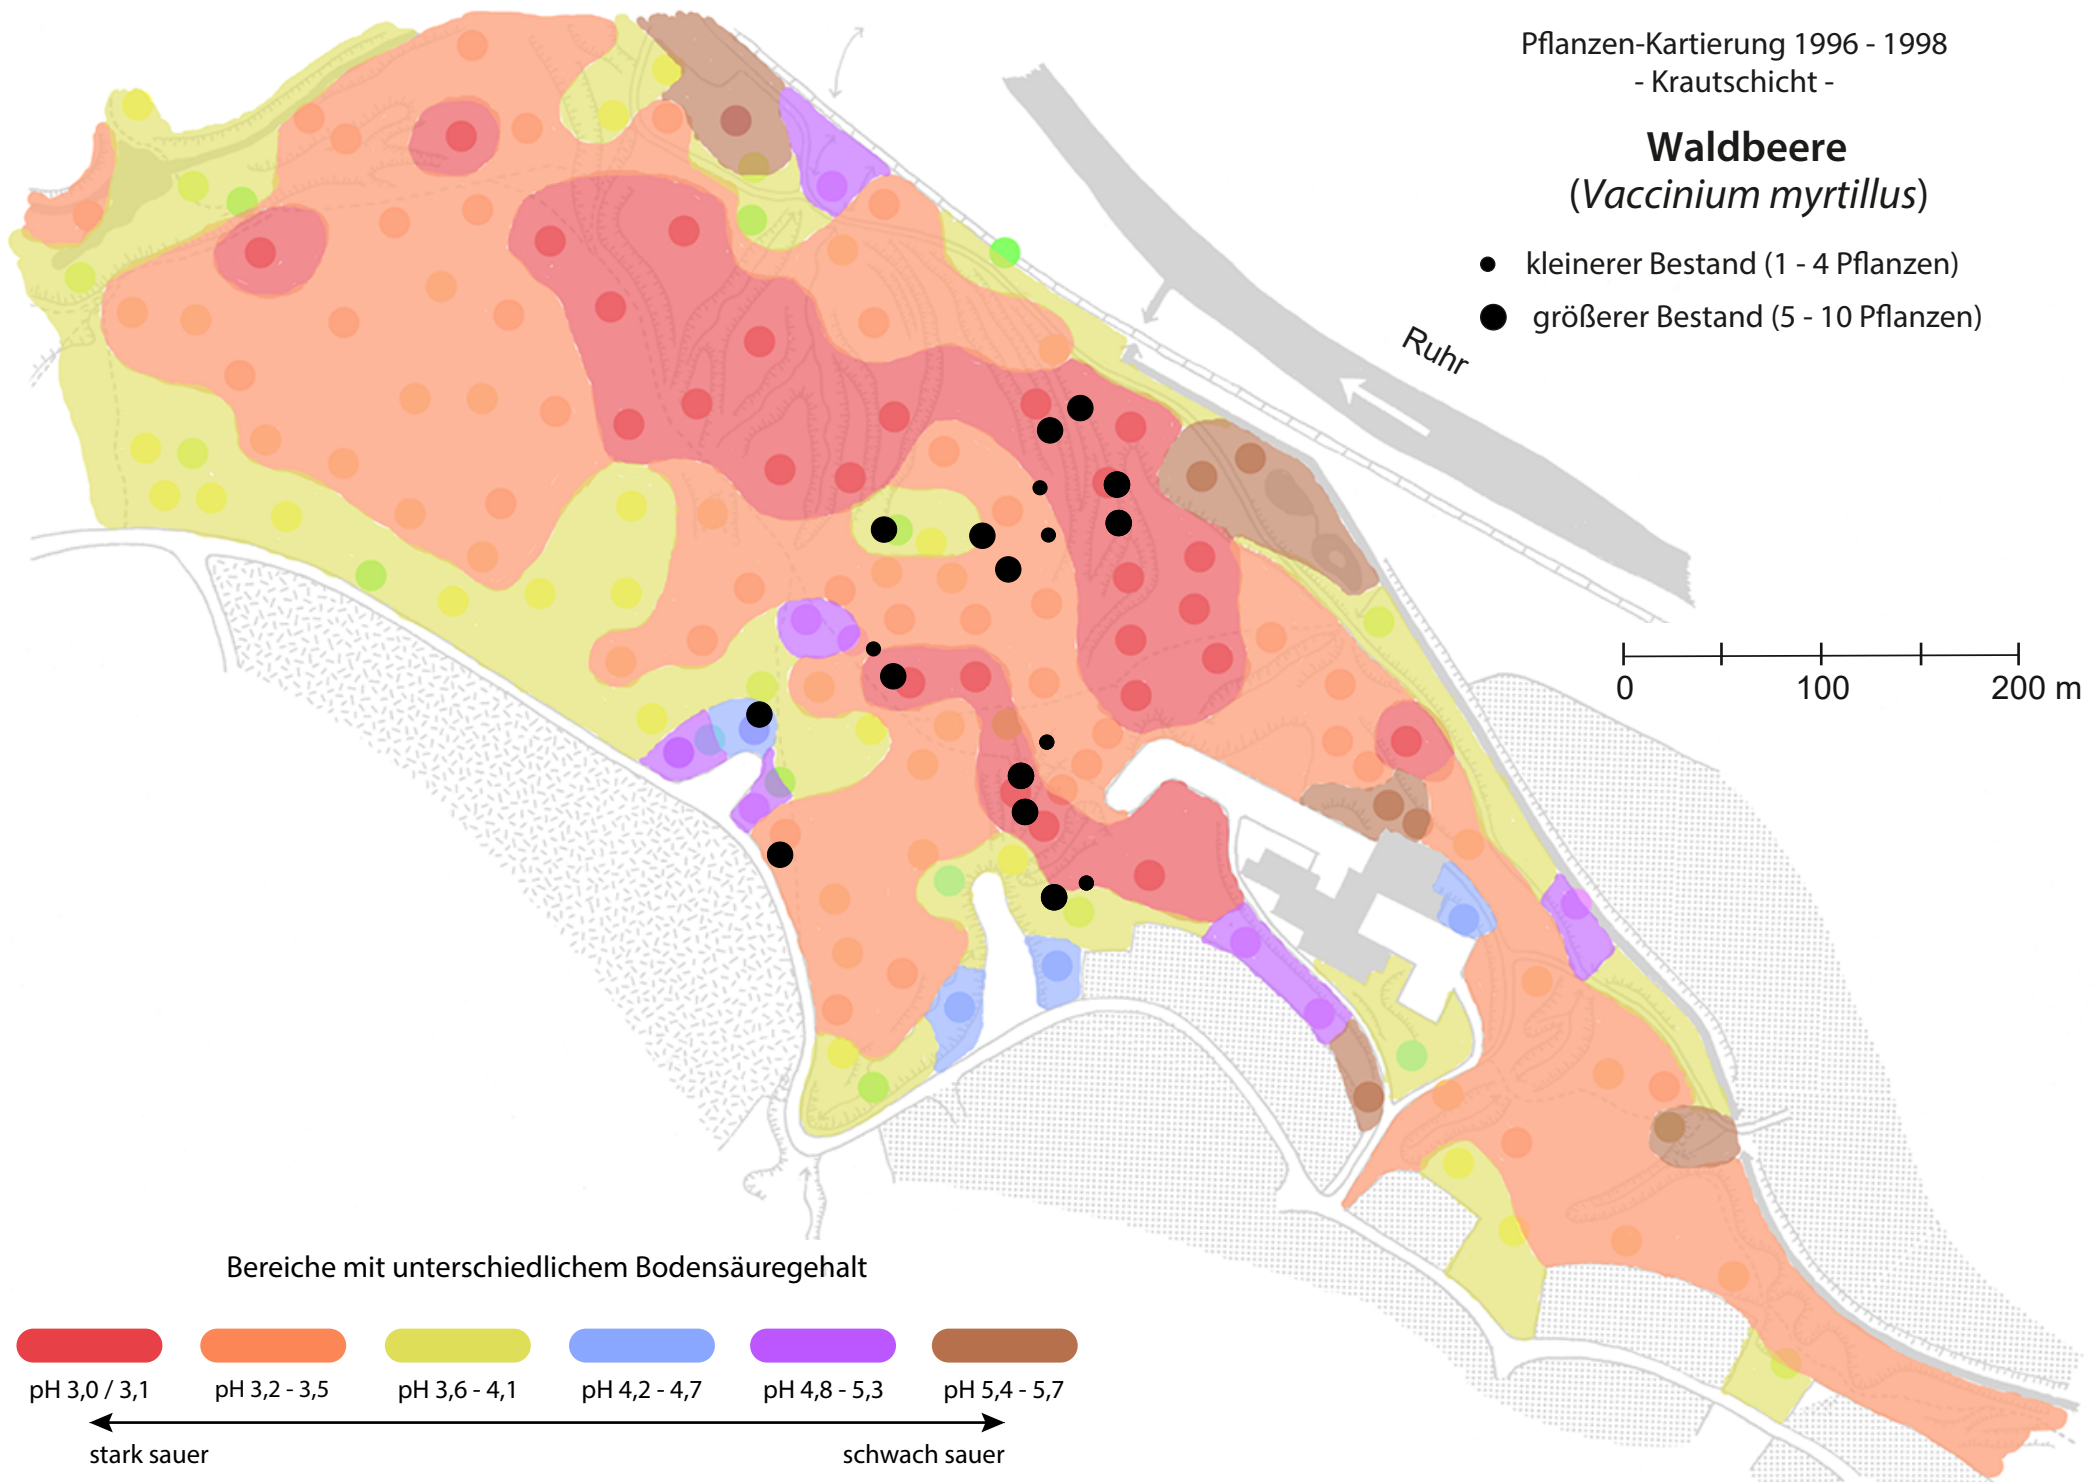 Pflanzen-Kartierung 1996 - 1998
- Krautschicht -
Waldbeere
(Vaccinium myrtillus)
kleinerer Bestand (1 - 4 Pflanzen)
größerer Bestand (5 - 10 Pflanzen)
Ruhr
0 100 200 m
Bereiche mit unterschiedlichem Bodensäuregehalt
pH 3,0 / 3,1 pH 3,2 - 3,5 pH 3,6 - 4,1 pH 4,2 - 4,7 pH 4,8 - 5,3 pH 5,4 - 5,7
stark sauer schwach sauer